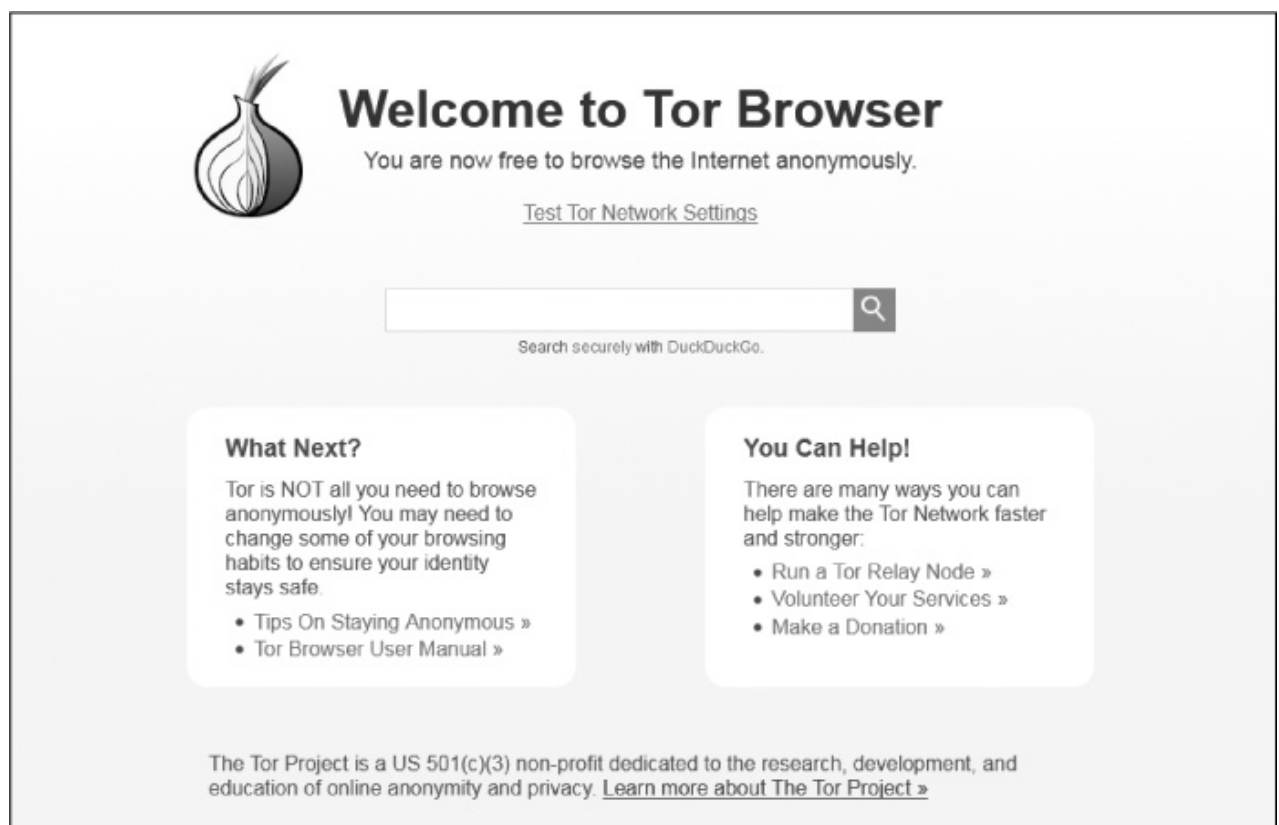 Welcome to Tor Browser
You are now free to browse the Internet anonymously.
Test Tor Network Settings
Search securely with DuckDuckGo.
What Next?
Tor is NOT all you need to browse
anonymously! You may need to
change some of your browsing
habits to ensure your identity
stays safe.
• Tips On Staying Anonymous »
• Tor Browser User Manual »
You Can Help!
There are many ways you can
help make the Tor Network faster
and stronger:
• Run a Tor Relay Node »
• Volunteer Your Services »
• Make a Donation »
The Tor Project is a US 501(c)(3) non-profit dedicated to the research, development, and
education of online anonymity and privacy. Learn more about The Tor Project »